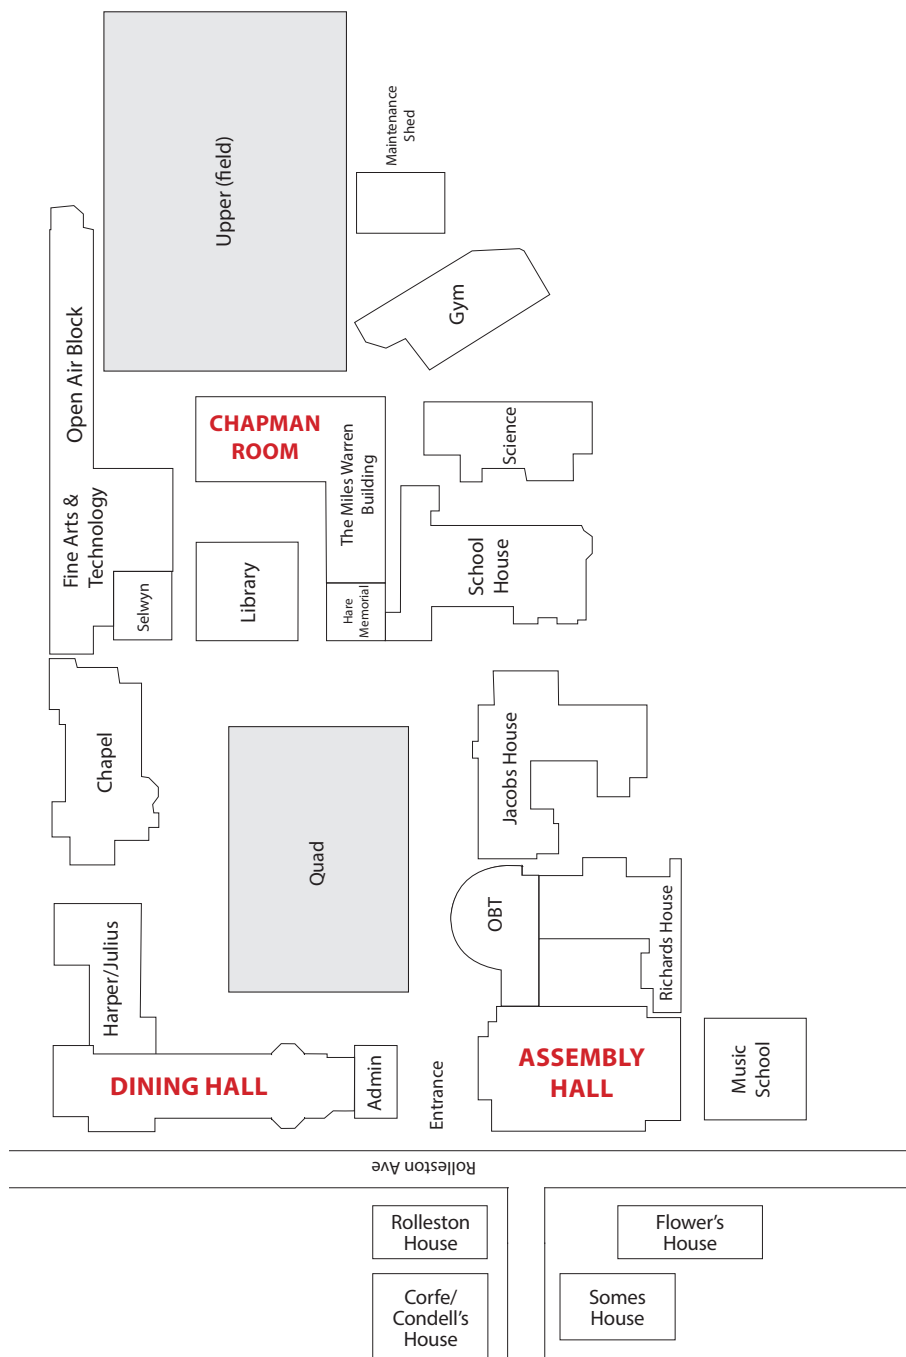 Maintenance
Shed
Upper (field)
Gym
Open Air Block
CHAPMAN
ROOM
The Miles Warren
Building
Science
Fine Arts &
Technology
School
House
Selwyn
Library
Hare
Memorial
Chapel
Jacobs House
Quad
OBT
Richards House
Harper/Julius
DINING HALL
Admin
Entrance
ASSEMBLY
HALL
Music
School
Rolleston Ave
Rolleston
House
Flower's
House
Corfe/
Condell's
House
Somes
House